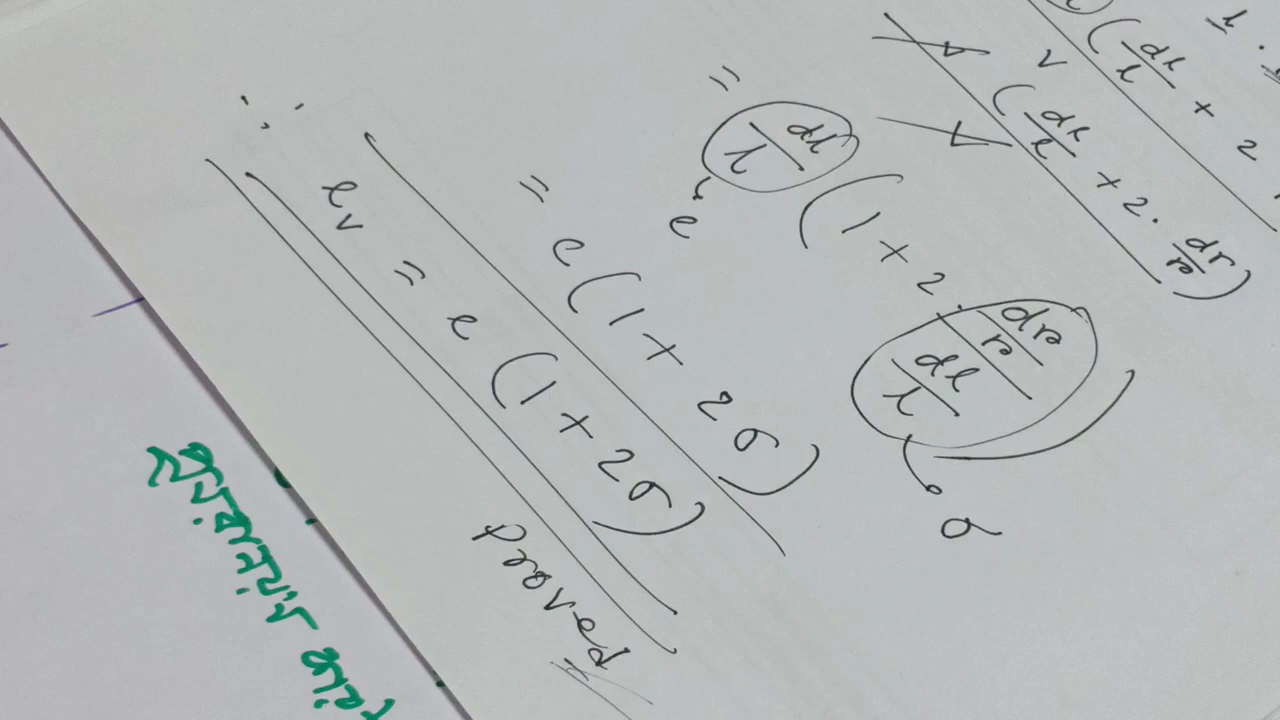 (dl/l + 2
v (dl/l + 2. dr/r)
v
= dl/l (1 + 2. (dr/r)/(dl/l))
e
σ
= e (1 + 2σ)
∴ ev = e (1 + 2σ)
Proved